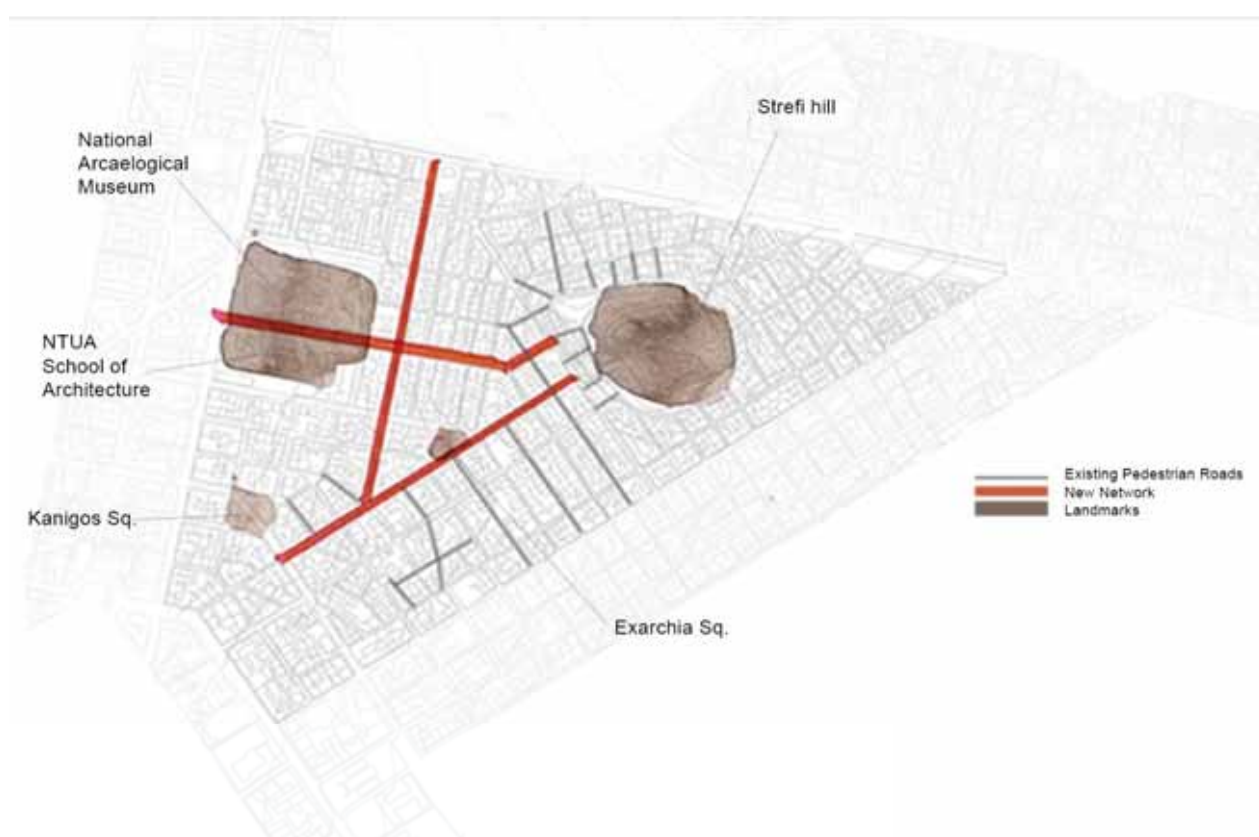 Strefi hill
National
Arcaelogical
Museum
NTUA
School of
Architecture
Kanigos Sq.
Exarchia Sq.
Existing Pedestrian Roads
New Network
Landmarks